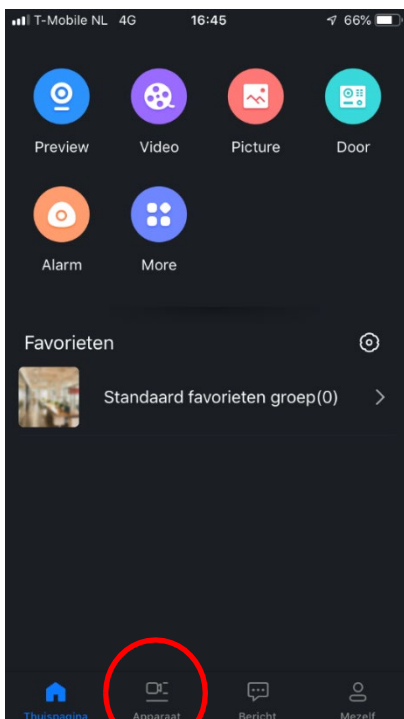 T-Mobile NL 4G 16:45 66%
Preview Video Picture Door
Alarm More
Favorieten
Standaard favorieten groep(0)
Thuispagina Apparaat Bericht Mezelf